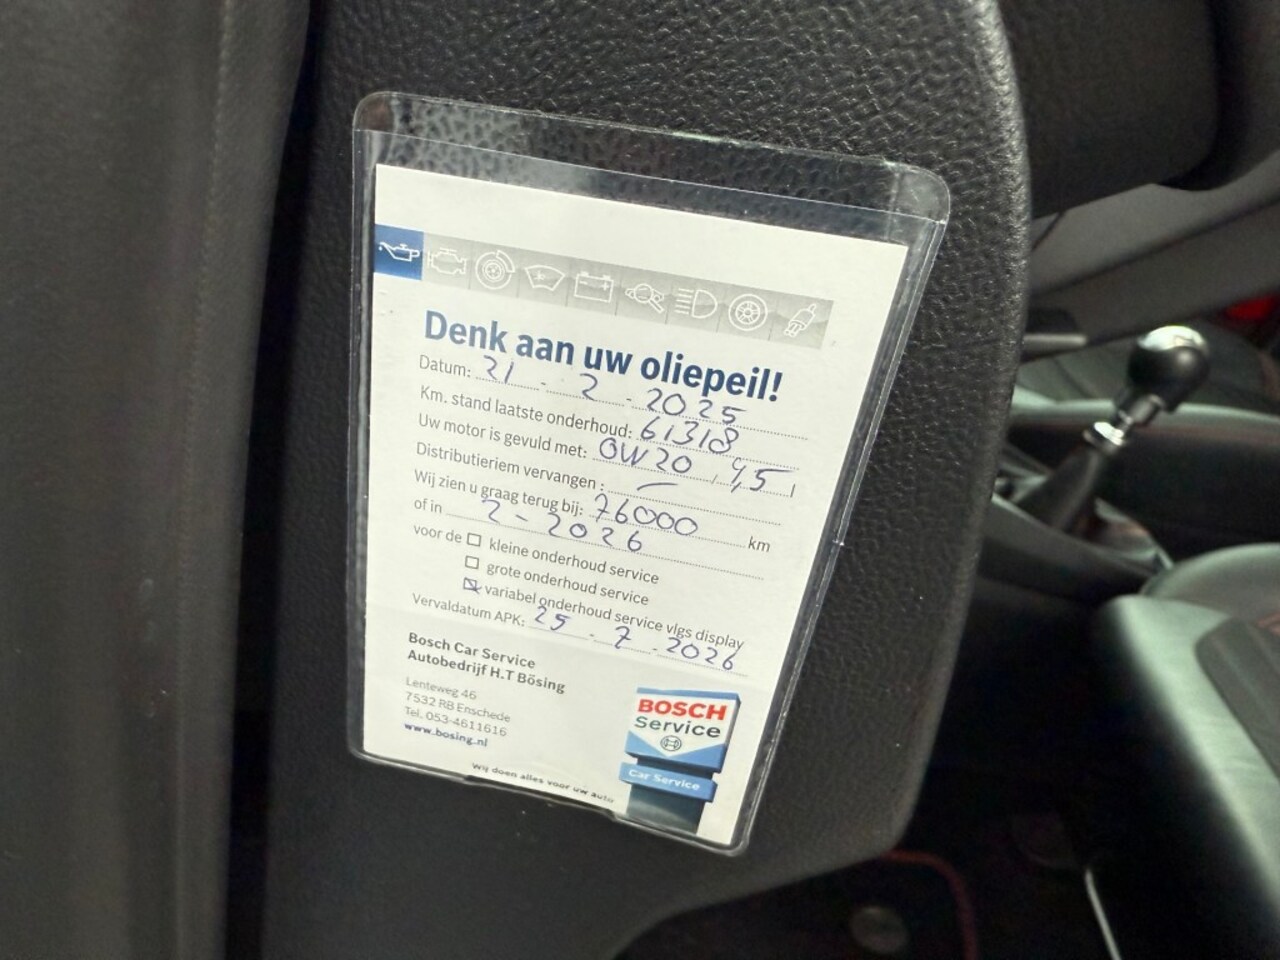 Denk aan uw oliepeil!
Datum: 21 - 2 - 2025
Km. stand laatste onderhoud: 61318
Uw motor is gevuld met: 0W20 / 4,5 l
Distributieriem vervangen : —
Wij zien u graag terug bij: 76000 km
of in 2-2026
voor de ☐ kleine onderhoud service
☐ grote onderhoud service
☒ variabel onderhoud service vlgs display
Vervaldatum APK: 25 - 7 - 2026
Bosch Car Service
Autobedrijf H.T Bösing
Lenteweg 46
7532 RB Enschede
Tel. 053-4611616
www.bosing.nl
Wij doen alles voor uw auto
BOSCH
Service
Car Service